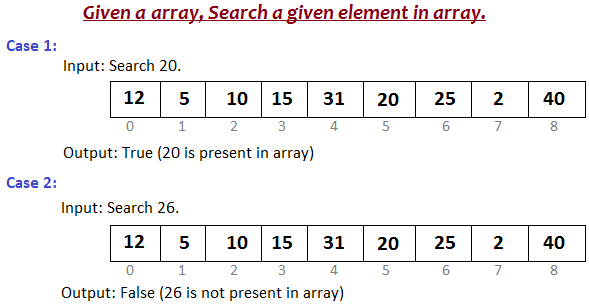 Given a array, Search a given element in array.
Case 1:
Input: Search 20.
12 5 10 15 31 20 25 2 40
0 1 2 3 4 5 6 7 8
Output: True (20 is present in array)
Case 2:
Input: Search 26.
12 5 10 15 31 20 25 2 40
0 1 2 3 4 5 6 7 8
Output: False (26 is not present in array)